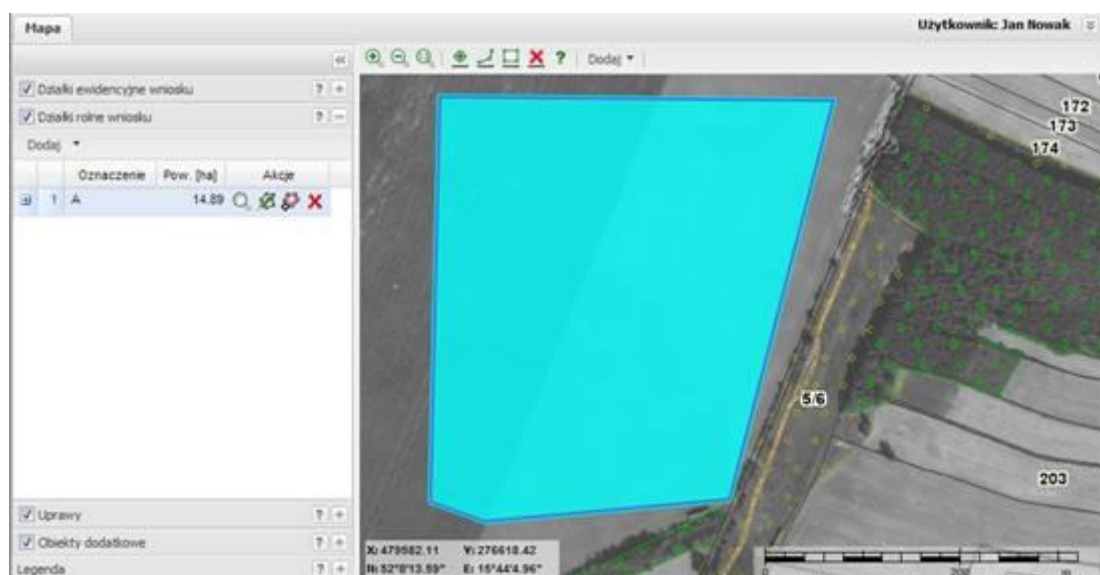 Mapa
Użytkownik: Jan Nowak
Działki ewidencyjne wniosku ? +
Działki rolne wniosku ? −
Dodaj
Dodaj
Oznaczenie Pow. [ha] Akcje
1 A 14.89
172
173
174
5/6
203
Uprawy ? +
Obiekty dodatkowe ? +
Legenda ? +
X: 479582.11 Y: 276618.42
N: 52°8'13.59" E: 15°44'4.96"
0 200 m